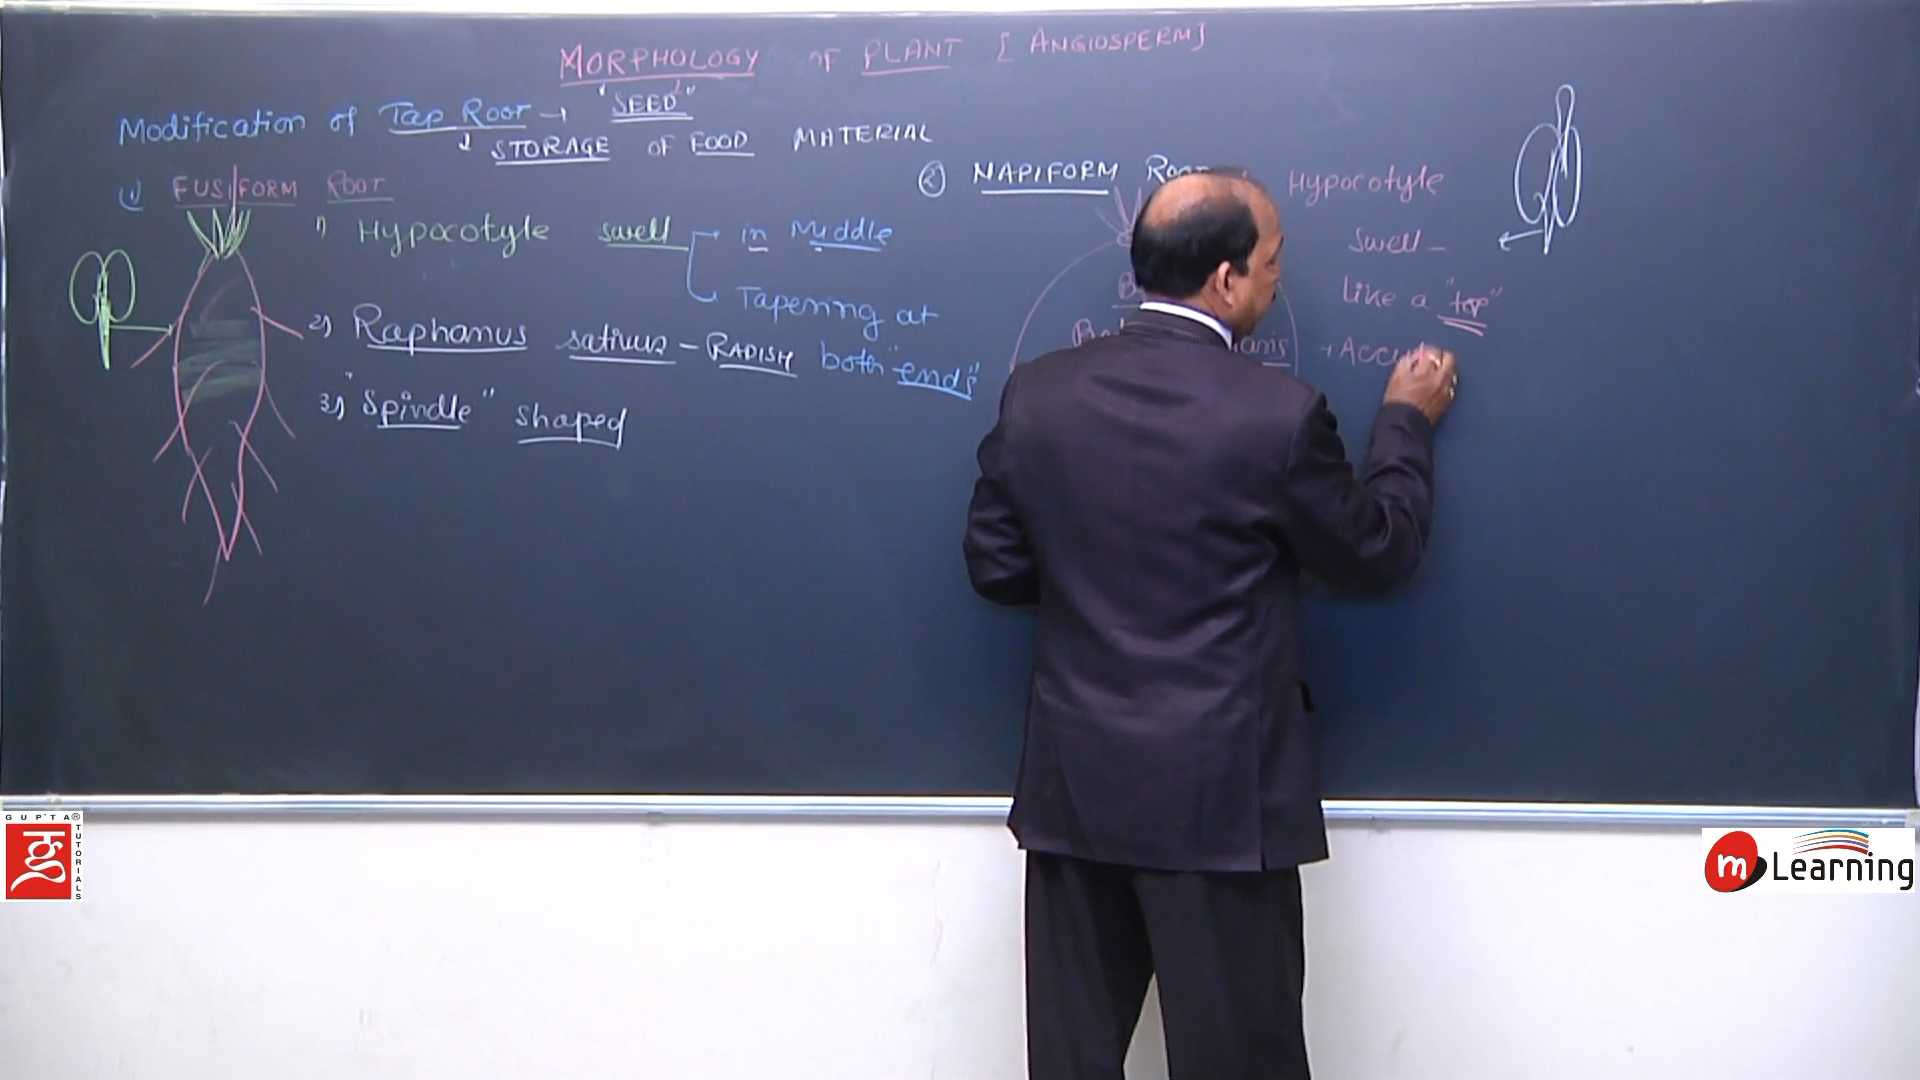 MORPHOLOGY OF PLANT [ ANGIOSPERM]
Modification of Tap Root → "SEED"
↓ STORAGE OF FOOD MATERIAL
(1) FUSIFORM ROOT
1) Hypocotyle swell in Middle
Tapering at both "ends"
2) Raphanus sativus - RADISH
3) "Spindle" shaped
(2) NAPIFORM Root
Hypocotyle
Swell -
like a "top"
GUPTA®
TUTORIALS
m Learning